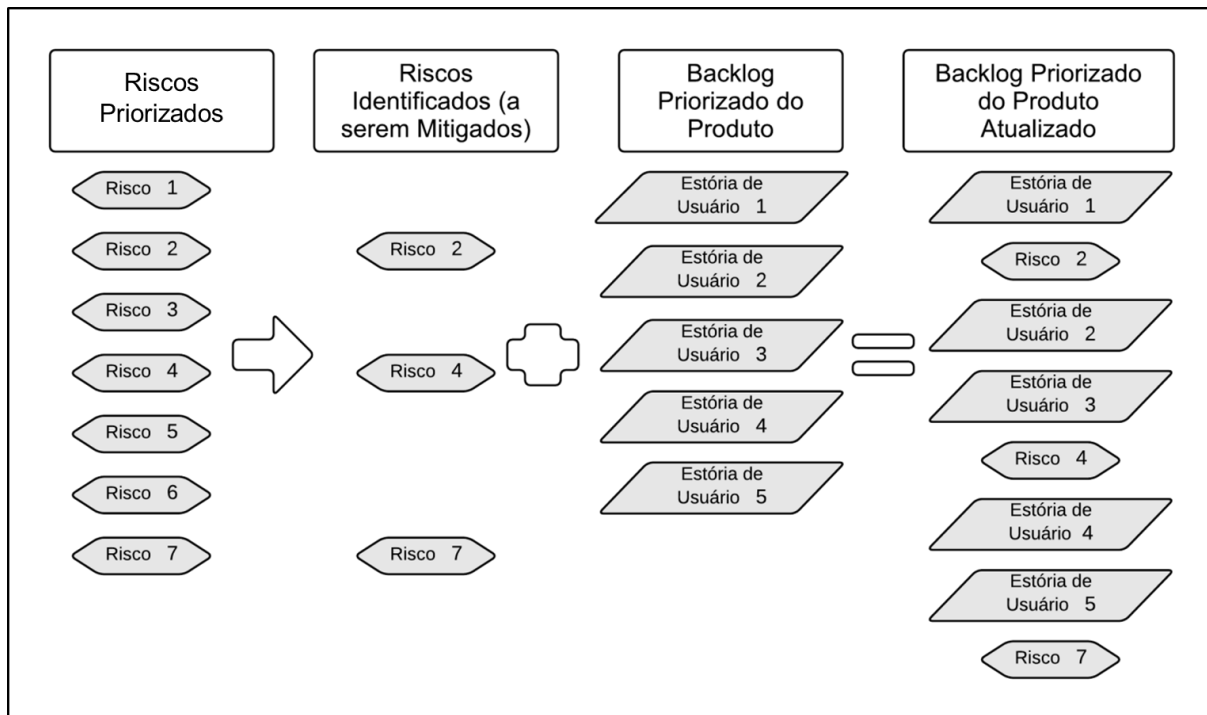 Riscos
Priorizados
Riscos
Identificados (a
serem Mitigados)
Backlog
Priorizado do
Produto
Backlog Priorizado
do Produto
Atualizado
Risco 1
Risco 2
Risco 3
Risco 4
Risco 5
Risco 6
Risco 7
Risco 2
Risco 4
Risco 7
Estória de
Usuário 1
Estória de
Usuário 2
Estória de
Usuário 3
Estória de
Usuário 4
Estória de
Usuário 5
Estória de
Usuário 1
Risco 2
Estória de
Usuário 2
Estória de
Usuário 3
Risco 4
Estória de
Usuário 4
Estória de
Usuário 5
Risco 7